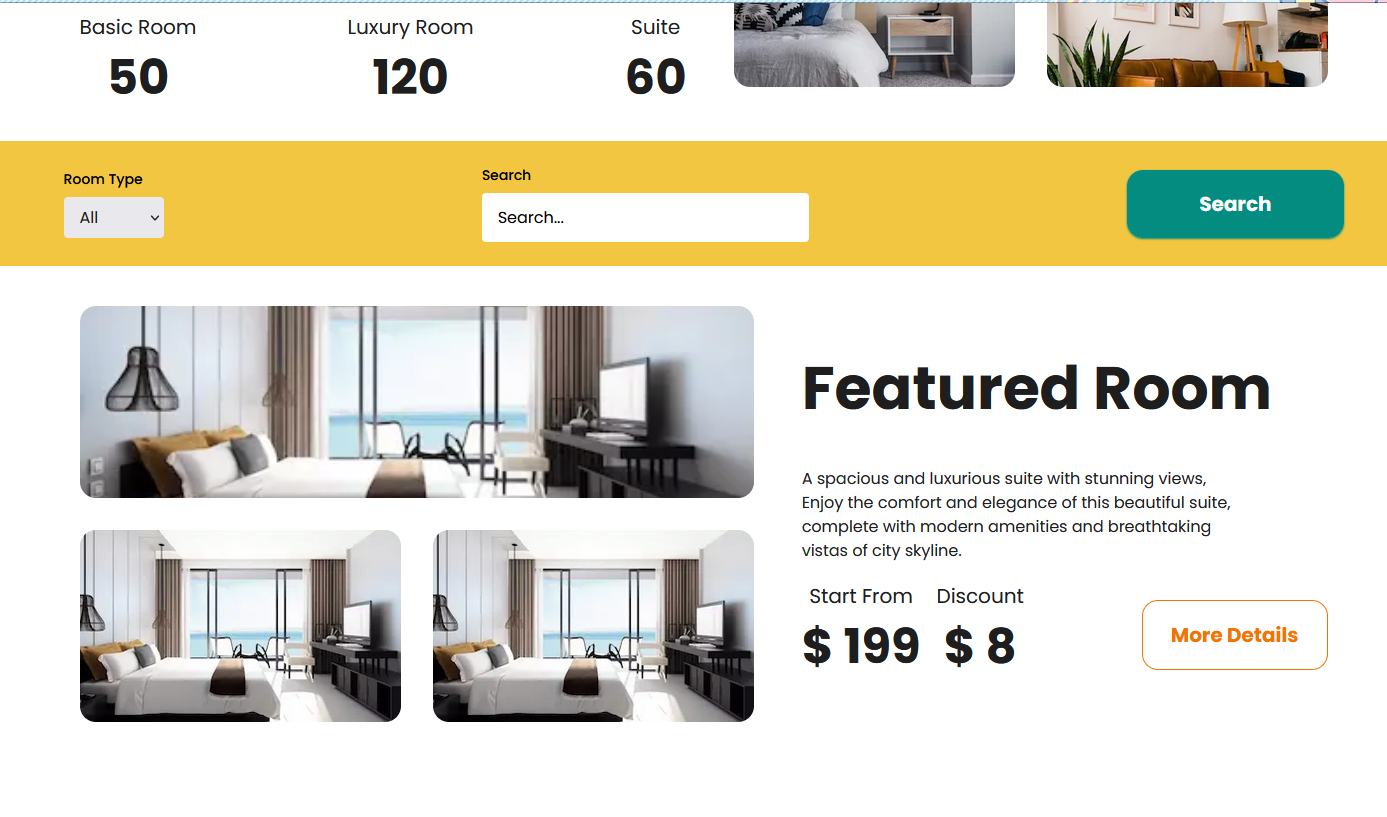 Basic Room
Luxury Room
Suite
50
120
60
Room Type
All
Search
Search...
Search
Featured Room
A spacious and luxurious suite with stunning views,
Enjoy the comfort and elegance of this beautiful suite,
complete with modern amenities and breathtaking
vistas of city skyline.
Start From
Discount
$ 199
$ 8
More Details